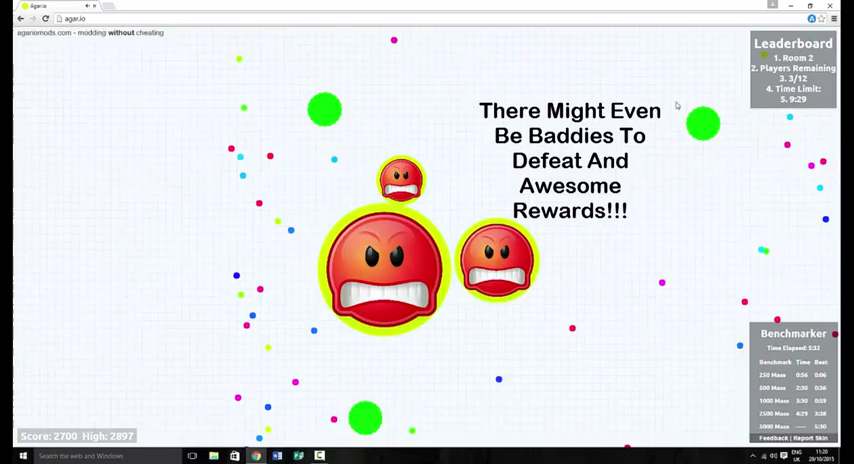 Agar.io
agar.io
agariomods.com - modding without cheating
Leaderboard
1. Room 2
2. Players Remaining
3. 3/12
4. Time Limit:
5. 9:29
There Might Even
Be Baddies To
Defeat And
Awesome
Rewards!!!
Benchmarker
Time Elapsed: 5:32
Benchmark Time Best
250 Mass 0:56 0:06
500 Mass 2:30 0:36
1000 Mass 3:30 0:59
2500 Mass 4:29 3:38
5000 Mass ----- 5:30
Feedback | Report Skin
Score: 2700 High: 2897
Search the web and Windows
ENG
UK
11:20
29/10/2015